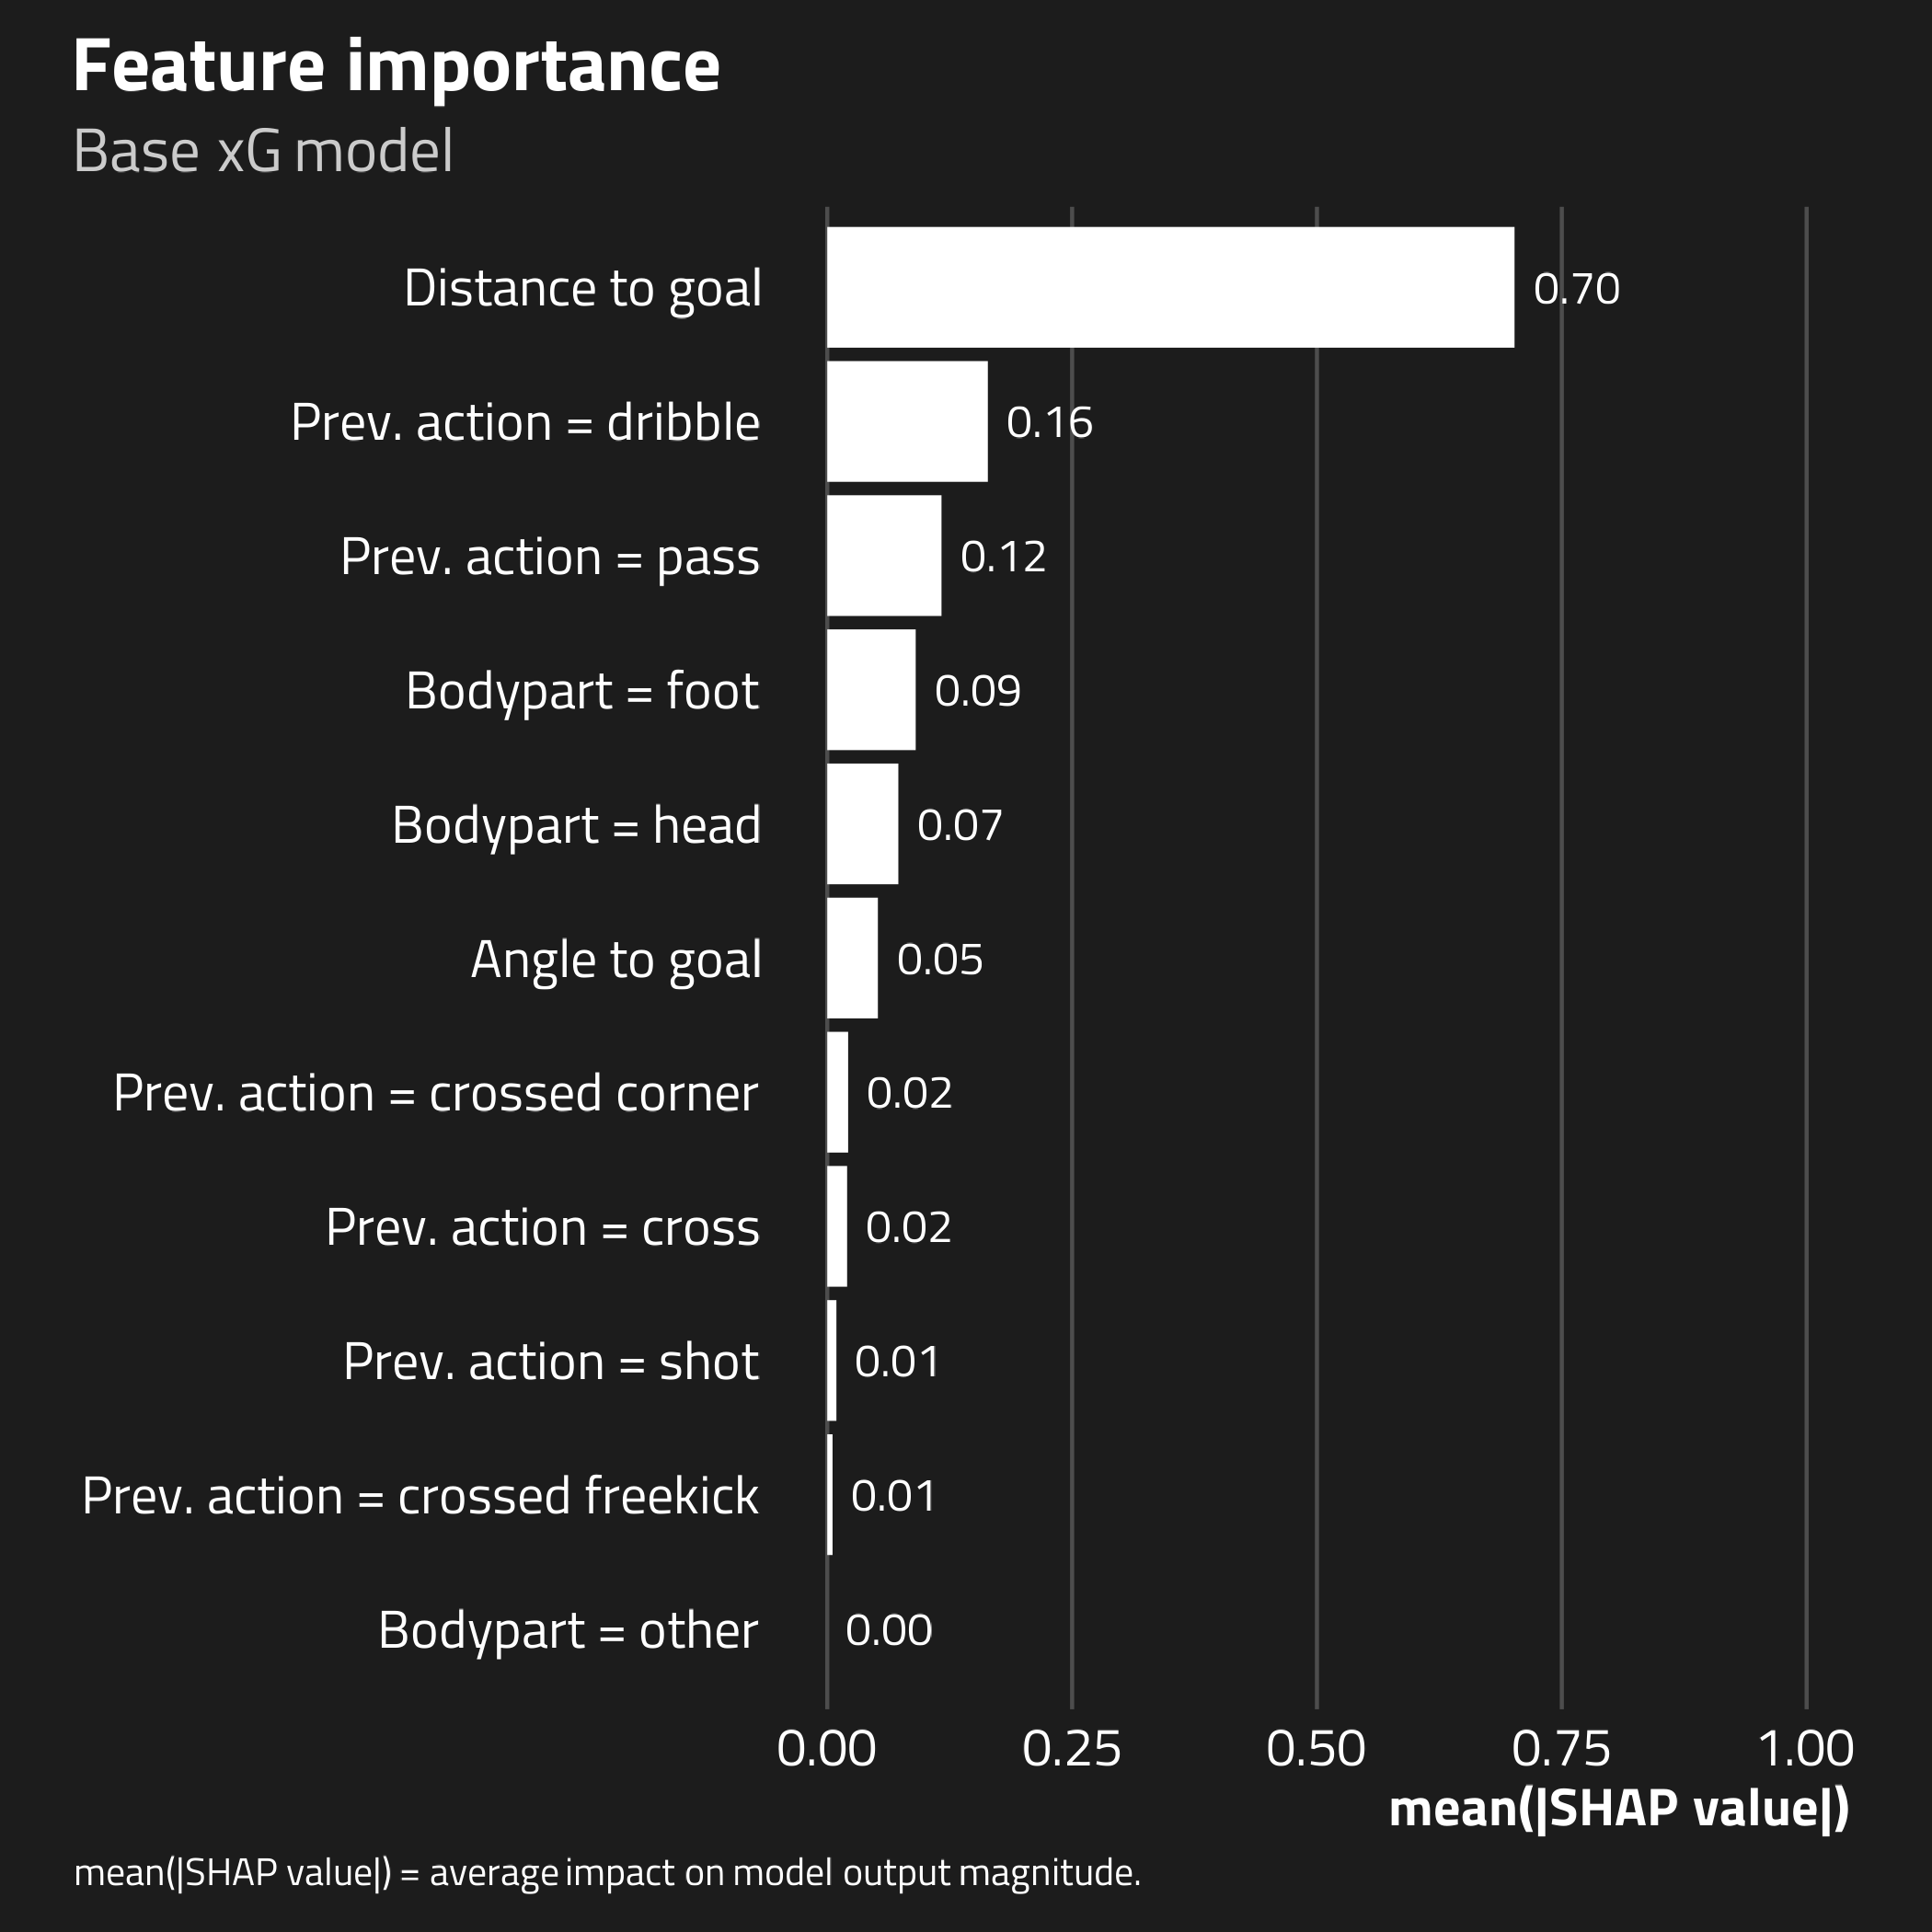 Feature importance
Base xG model
Distance to goal 0.70
Prev. action = dribble 0.16
Prev. action = pass 0.12
Bodypart = foot 0.09
Bodypart = head 0.07
Angle to goal 0.05
Prev. action = crossed corner 0.02
Prev. action = cross 0.02
Prev. action = shot 0.01
Prev. action = crossed freekick 0.01
Bodypart = other 0.00
0.00 0.25 0.50 0.75 1.00
mean(|SHAP value|)
mean(|SHAP value|) = average impact on model output magnitude.